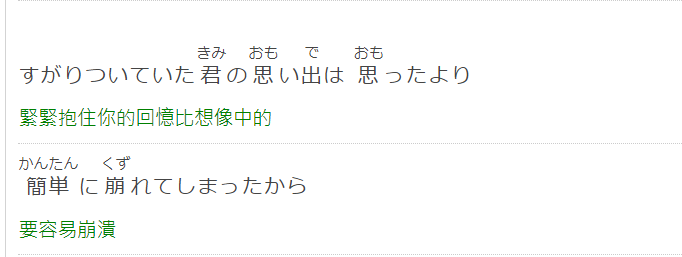 きみ おも で おも
すがりついていた君の思い出は 思ったより
緊緊抱住你的回憶比想像中的
かんたん くず
簡単に崩れてしまったから
要容易崩潰